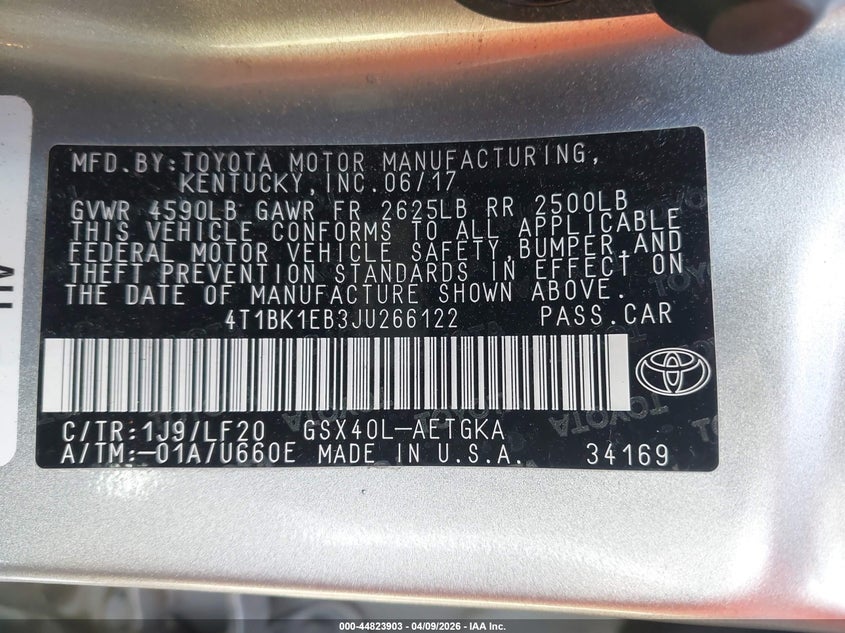 MFD.BY:TOYOTA MOTOR MANUFACTURING,
KENTUCKY, INC. 06/17
GVWR 4590LB GAWR FR 2625LB RR 2500LB
THIS VEHICLE CONFORMS TO ALL APPLICABLE
FEDERAL MOTOR VEHICLE SAFETY, BUMPER, AND
THEFT PREVENTION STANDARDS IN EFFECT ON
THE DATE OF MANUFACTURE SHOWN ABOVE.
4T1BK1EB3JU266122 PASS.CAR
C/TR:1J9/LF20 GSX40L-AETGKA
A/TM:-01A/U660E MADE IN U.S.A. 34169
000-44823903 - 04/09/2026 - IAA Inc.